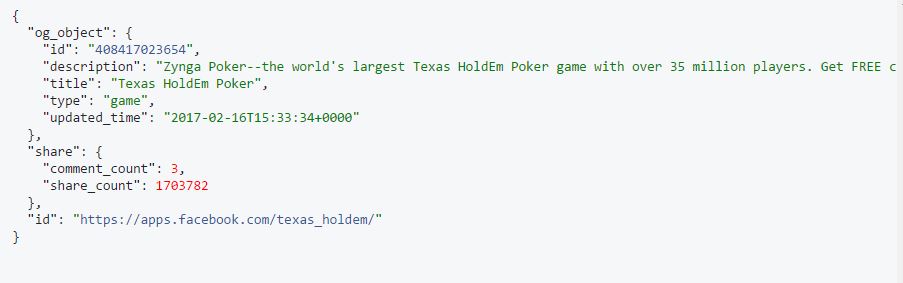 {
"og_object": {
"id": "408417023654",
"description": "Zynga Poker--the world's largest Texas HoldEm Poker game with over 35 million players. Get FREE c
"title": "Texas HoldEm Poker",
"type": "game",
"updated_time": "2017-02-16T15:33:34+0000"
},
"share": {
"comment_count": 3,
"share_count": 1703782
},
"id": "https://apps.facebook.com/texas_holdem/"
}